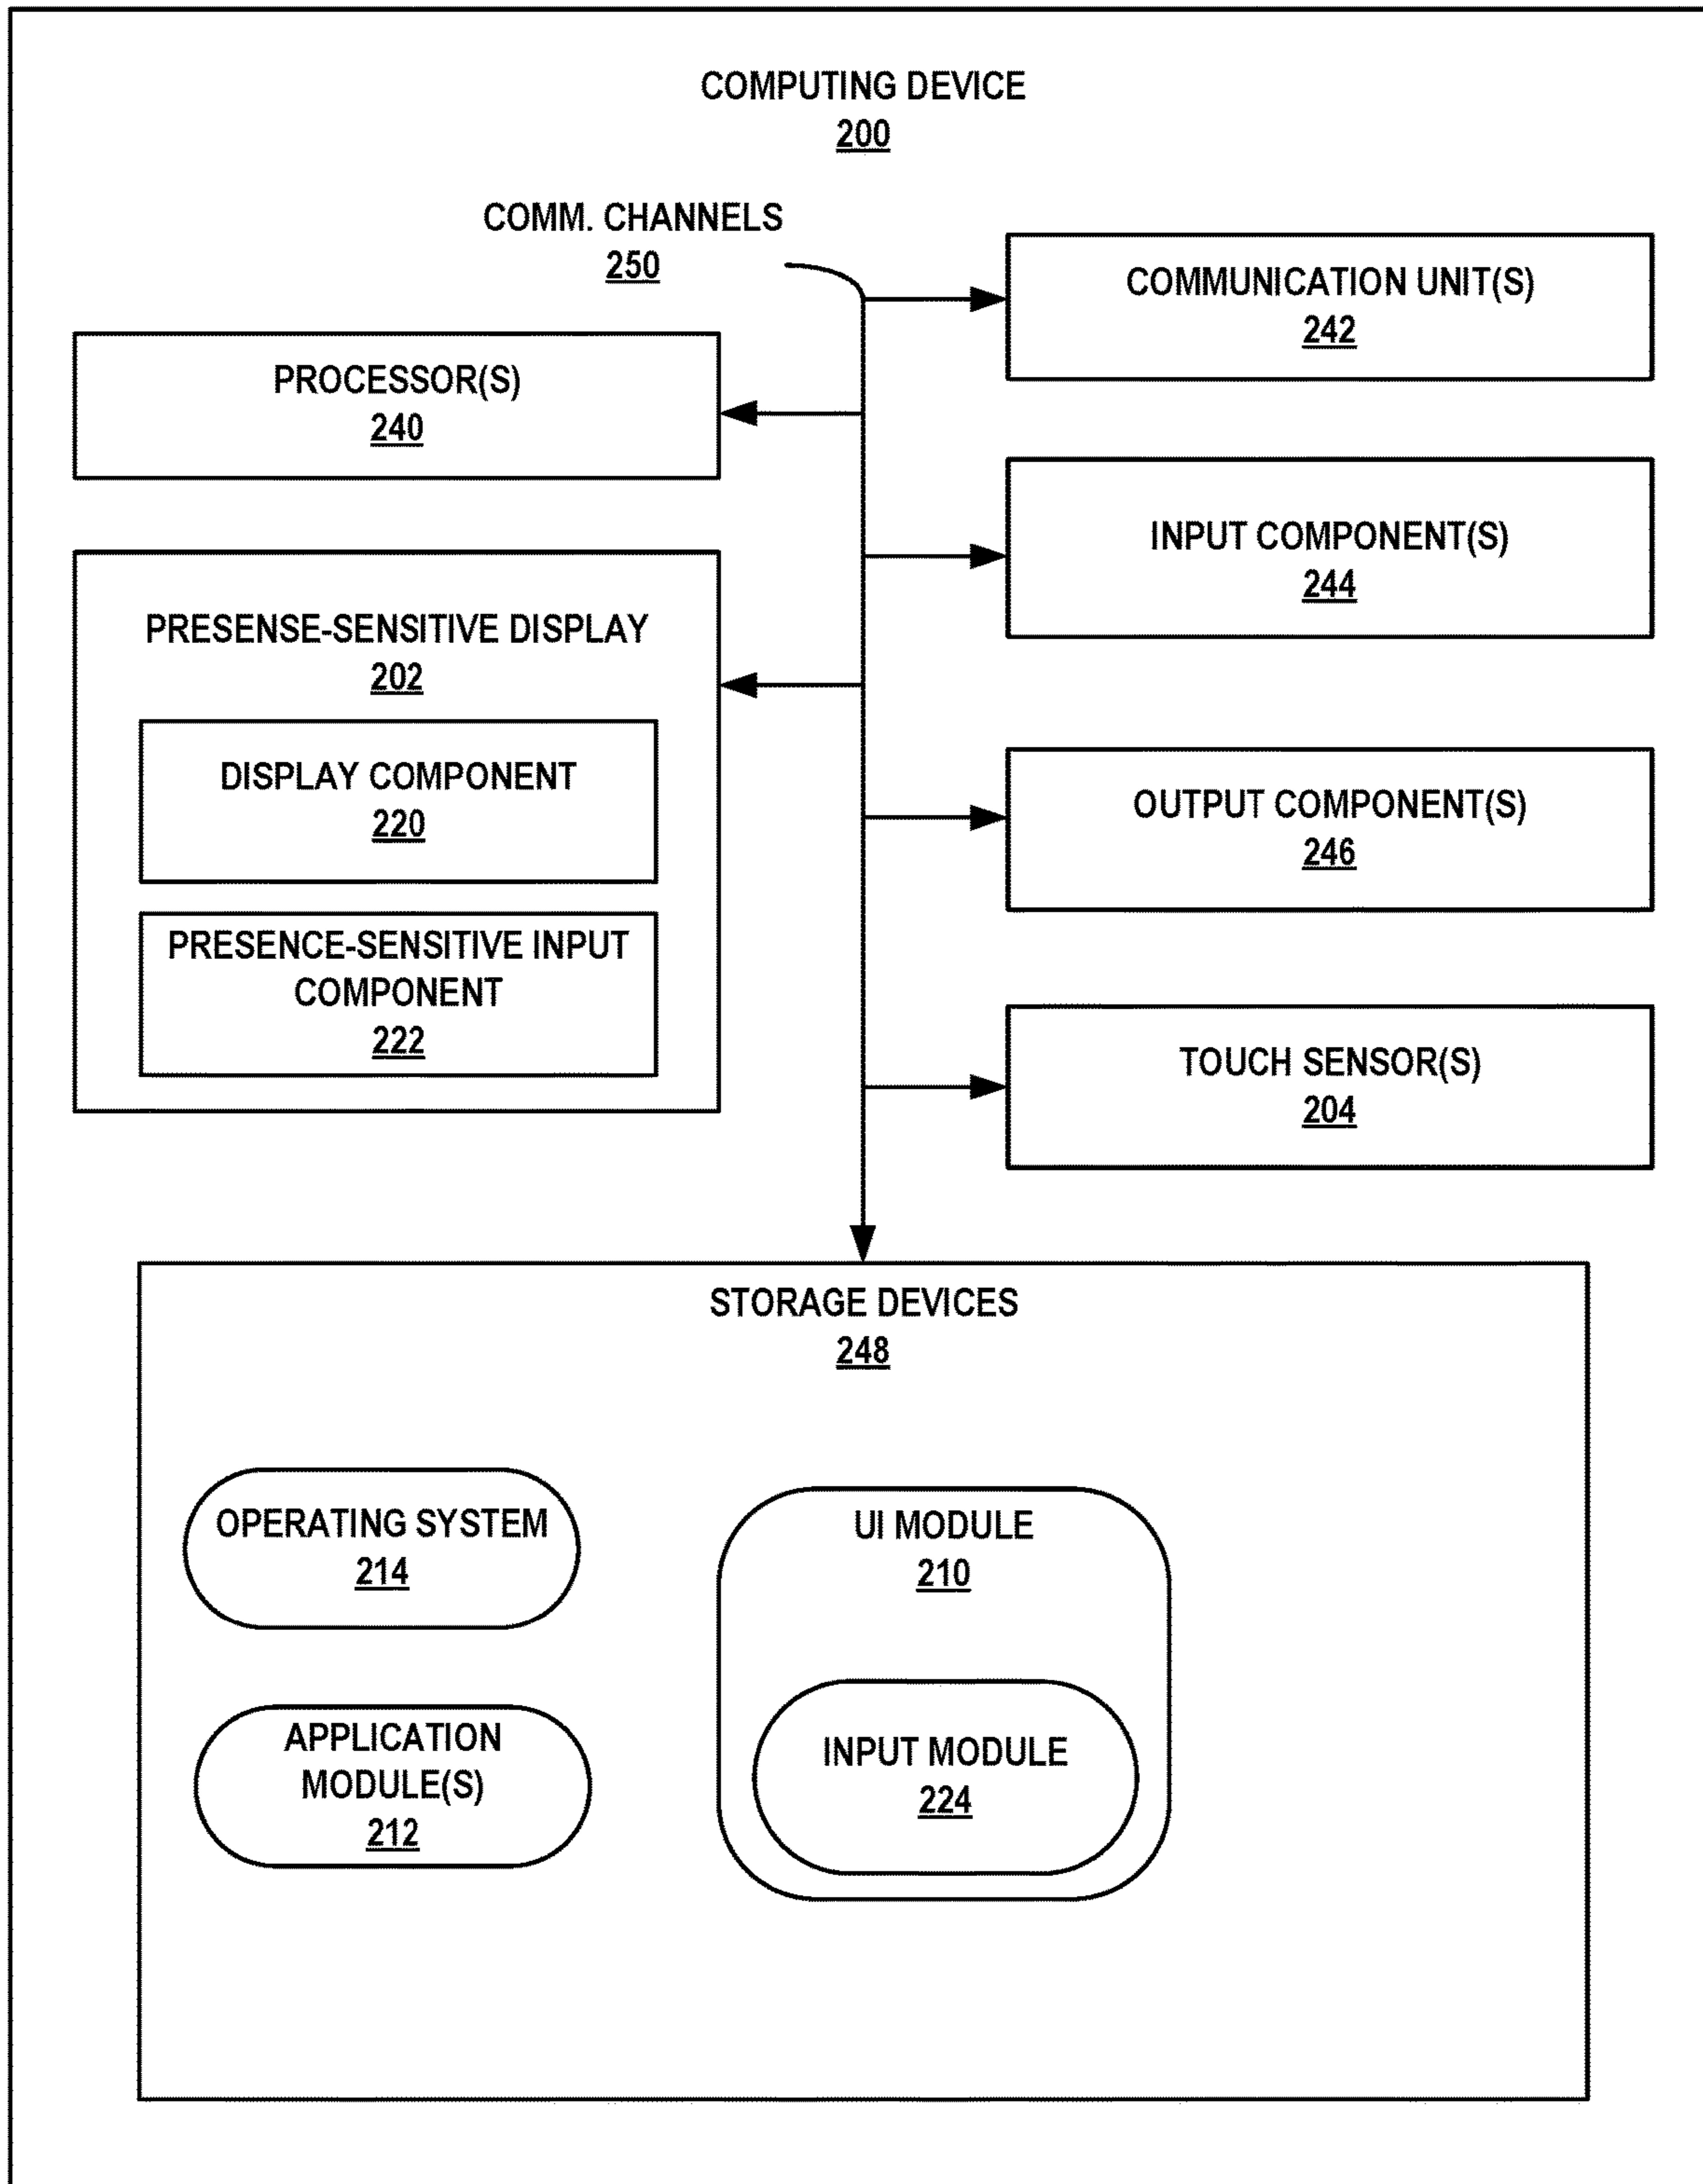 COMPUTING DEVICE
200
COMM. CHANNELS
250
COMMUNICATION UNIT(S)
242
PROCESSOR(S)
240
INPUT COMPONENT(S)
244
PRESENSE-SENSITIVE DISPLAY
202
DISPLAY COMPONENT
220
OUTPUT COMPONENT(S)
246
PRESENCE-SENSITIVE INPUT
COMPONENT
222
TOUCH SENSOR(S)
204
STORAGE DEVICES
248
OPERATING SYSTEM
214
UI MODULE
210
APPLICATION
MODULE(S)
212
INPUT MODULE
224